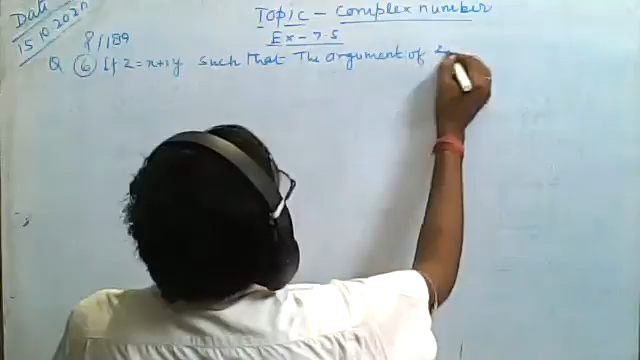 Date
15.10.2020
Topic - Complex number
P/189
Ex - 7.5
Q 6 If Z = x+iy such that The argument of